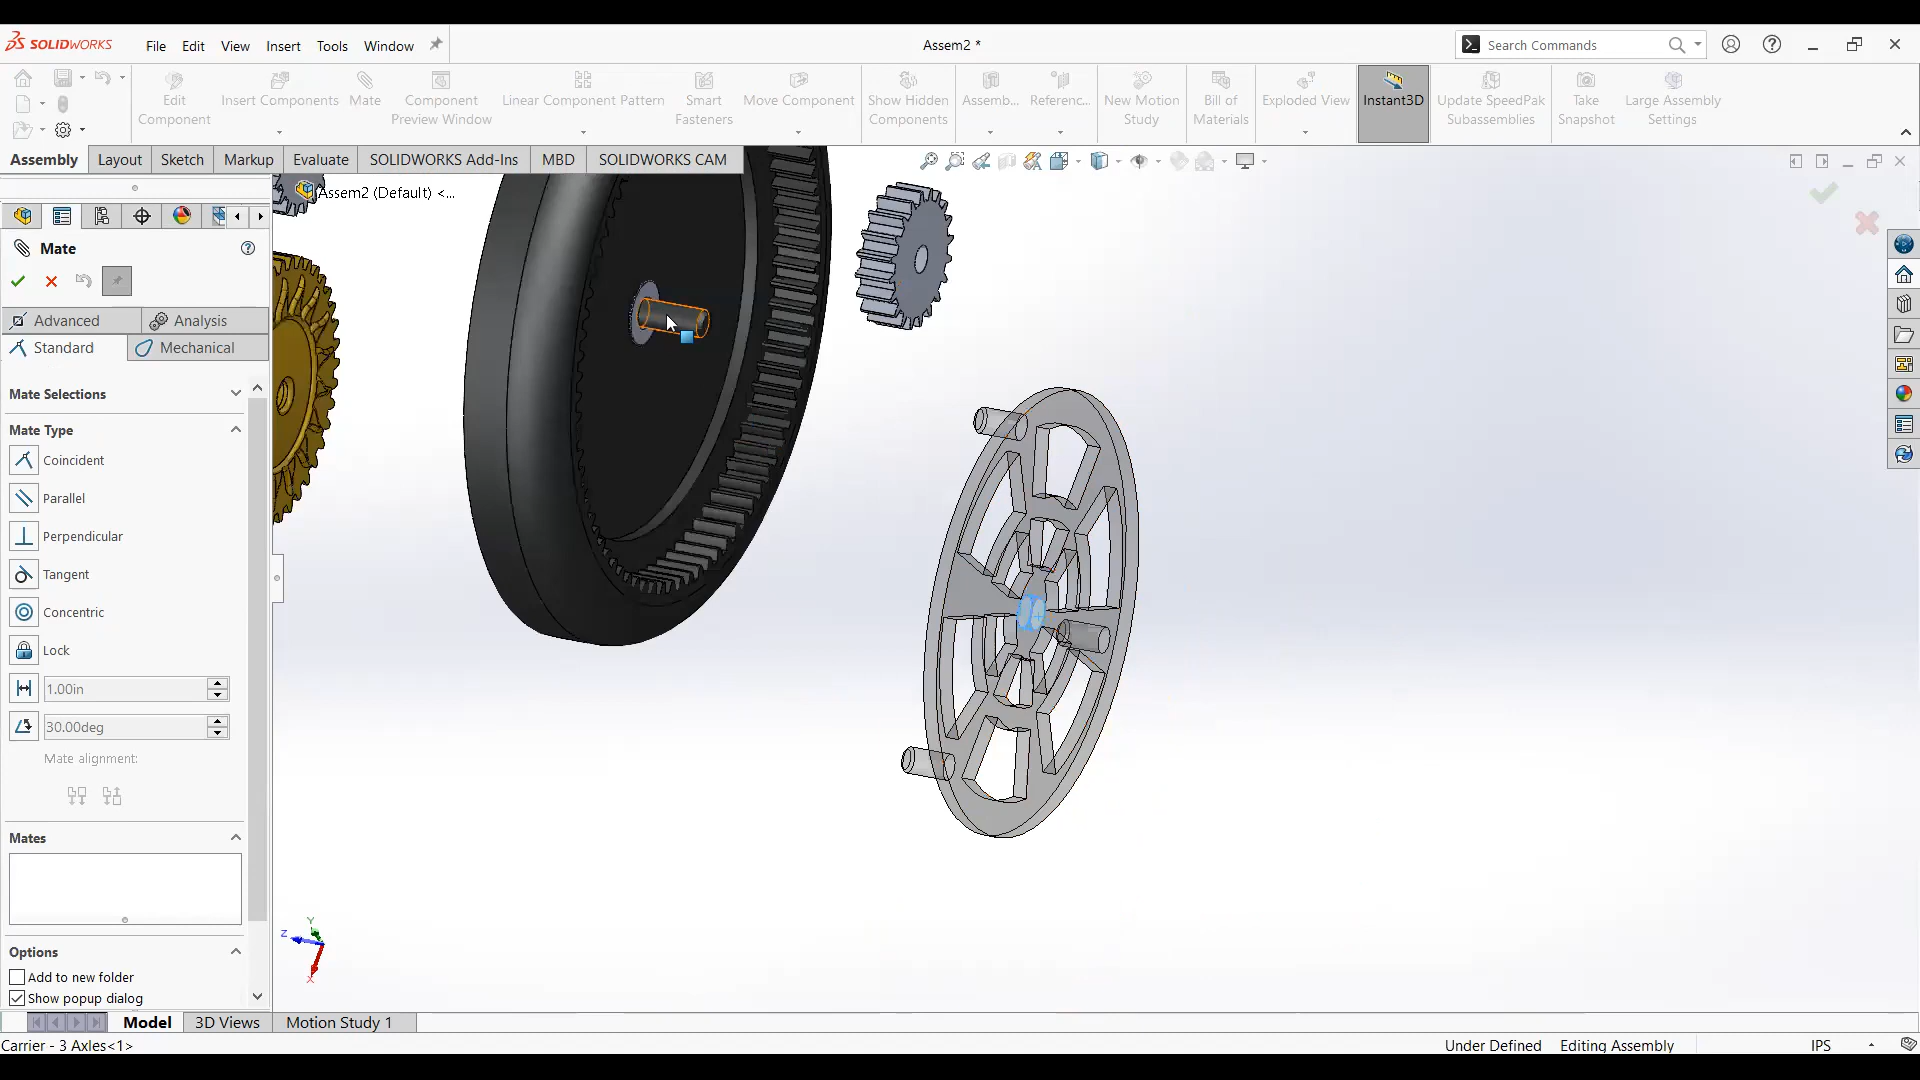 SOLIDWORKS
File
Edit
View
Insert
Tools
Window
Assem2 *
Search Commands
Edit
Component
Insert Components
Mate
Component
Preview Window
Linear Component Pattern
Smart
Fasteners
Move Component
Show Hidden
Components
Assemb...
Referenc...
New Motion
Study
Bill of
Materials
Exploded View
Instant3D
Update SpeedPak
Subassemblies
Take
Snapshot
Large Assembly
Settings
Assembly
Layout
Sketch
Markup
Evaluate
SOLIDWORKS Add-Ins
MBD
SOLIDWORKS CAM
Assem2 (Default) <...
Mate
Advanced
Analysis
Standard
Mechanical
Mate Selections
Mate Type
Coincident
Parallel
Perpendicular
Tangent
Concentric
Lock
1.00in
30.00deg
Mate alignment:
Mates
Options
Add to new folder
Show popup dialog
Y
Z
X
Model
3D Views
Motion Study 1
Carrier - 3 Axles<1>
Under Defined
Editing Assembly
IPS